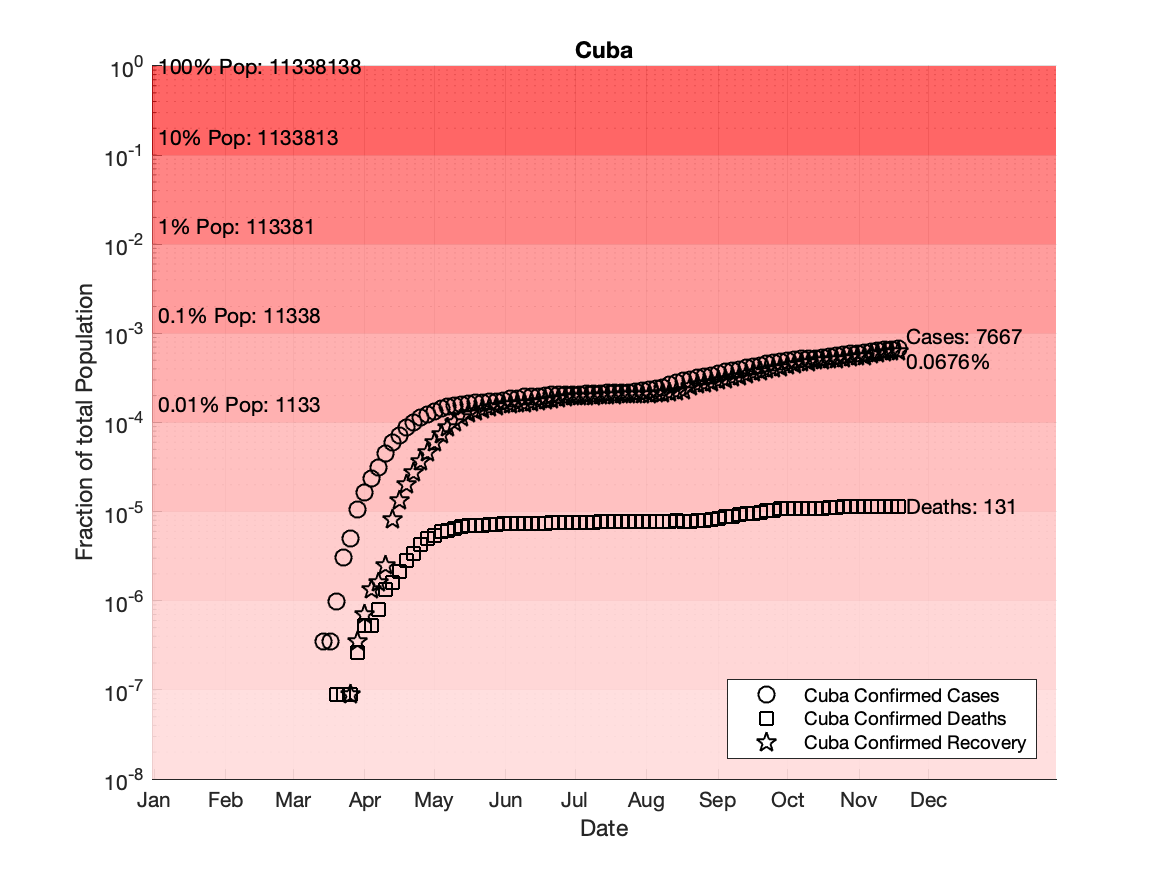 Cuba
10^0
100% Pop: 11338138
10% Pop: 1133813
10^-1
1% Pop: 113381
10^-2
0.1% Pop: 11338
10^-3
Cases: 7667
0.0676%
0.01% Pop: 1133
10^-4
10^-5
Deaths: 131
10^-6
10^-7
10^-8
Fraction of total Population
Cuba Confirmed Cases
Cuba Confirmed Deaths
Cuba Confirmed Recovery
Jan Feb Mar Apr May Jun Jul Aug Sep Oct Nov Dec
Date